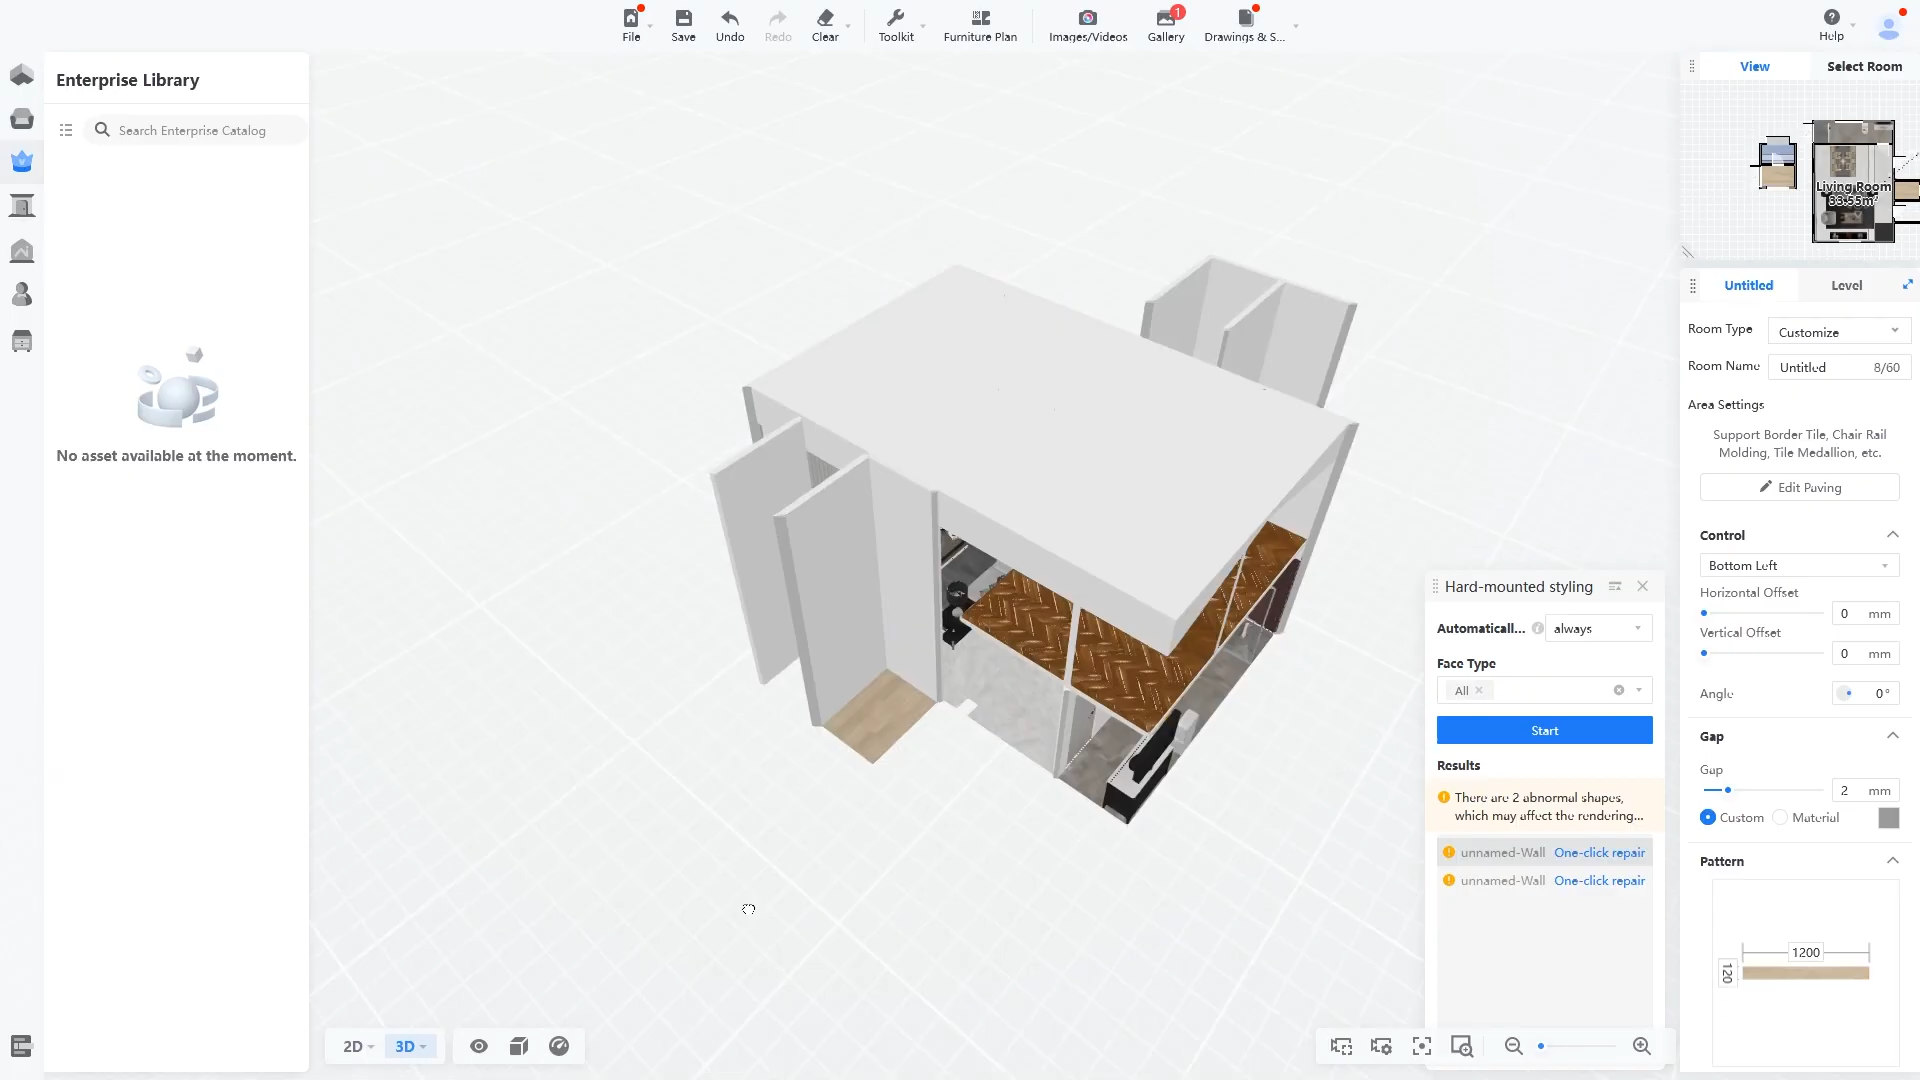 File
Save
Undo
Redo
Clear
Toolkit
Furniture Plan
Images/Videos
1
Gallery
Drawings & S...
Help
Enterprise Library
Search Enterprise Catalog
No asset available at the moment.
View
Select Room
Living Room
33.55m²
Untitled
Level
Room Type
Customize
Room Name
Untitled
8/60
Area Settings
Support Border Tile, Chair Rail
Molding, Tile Medallion, etc.
Edit Paving
Control
Bottom Left
Horizontal Offset
0 mm
Vertical Offset
0 mm
Angle
0°
Gap
Gap
2 mm
Custom
Material
Pattern
1200
120
Hard-mounted styling
Automaticall...
always
Face Type
All
Start
Results
There are 2 abnormal shapes,
which may affect the rendering...
unnamed-Wall One-click repair
unnamed-Wall One-click repair
2D
3D